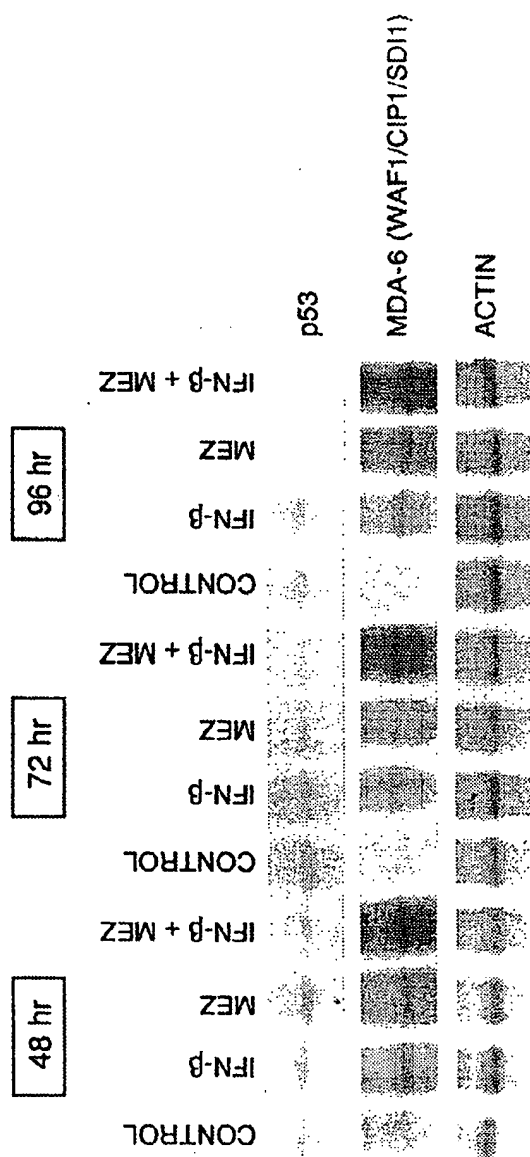 48 hr
72 hr
96 hr
CONTROL
IFN-β
MEZ
IFN-β + MEZ
CONTROL
IFN-β
MEZ
IFN-β + MEZ
CONTROL
IFN-β
MEZ
IFN-β + MEZ
p53
MDA-6 (WAF1/CIP1/SDI1)
ACTIN